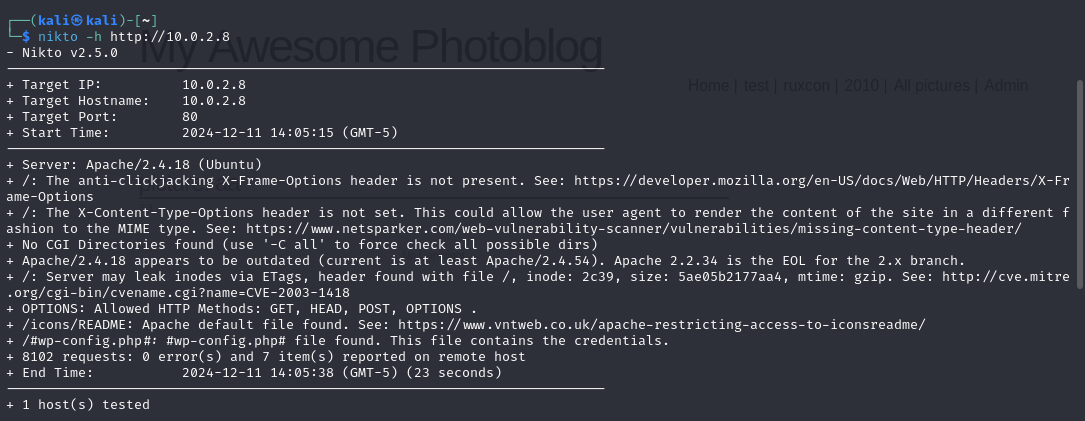 ┌──(kali㉿kali)-[~]
└─$ nikto -h http://10.0.2.8
- Nikto v2.5.0
My Awesome Photoblog
---------------------------------------------------------------------------
+ Target IP:          10.0.2.8
Home | test | ruxcon | 2010 | All pictures | Admin
+ Target Hostname:    10.0.2.8
+ Target Port:        80
+ Start Time:         2024-12-11 14:05:15 (GMT-5)
---------------------------------------------------------------------------
+ Server: Apache/2.4.18 (Ubuntu)
+ /: The anti-clickjacking X-Frame-Options header is not present. See: https://developer.mozilla.org/en-US/docs/Web/HTTP/Headers/X-Fr
ame-Options
+ /: The X-Content-Type-Options header is not set. This could allow the user agent to render the content of the site in a different f
ashion to the MIME type. See: https://www.netsparker.com/web-vulnerability-scanner/vulnerabilities/missing-content-type-header/
+ No CGI Directories found (use '-C all' to force check all possible dirs)
+ Apache/2.4.18 appears to be outdated (current is at least Apache/2.4.54). Apache 2.2.34 is the EOL for the 2.x branch.
+ /: Server may leak inodes via ETags, header found with file /, inode: 2c39, size: 5ae05b2177aa4, mtime: gzip. See: http://cve.mitre
.org/cgi-bin/cvename.cgi?name=CVE-2003-1418
+ OPTIONS: Allowed HTTP Methods: GET, HEAD, POST, OPTIONS .
+ /icons/README: Apache default file found. See: https://www.vntweb.co.uk/apache-restricting-access-to-iconsreadme/
+ /#wp-config.php#: #wp-config.php# file found. This file contains the credentials.
+ 8102 requests: 0 error(s) and 7 item(s) reported on remote host
+ End Time:           2024-12-11 14:05:38 (GMT-5) (23 seconds)
---------------------------------------------------------------------------
+ 1 host(s) tested